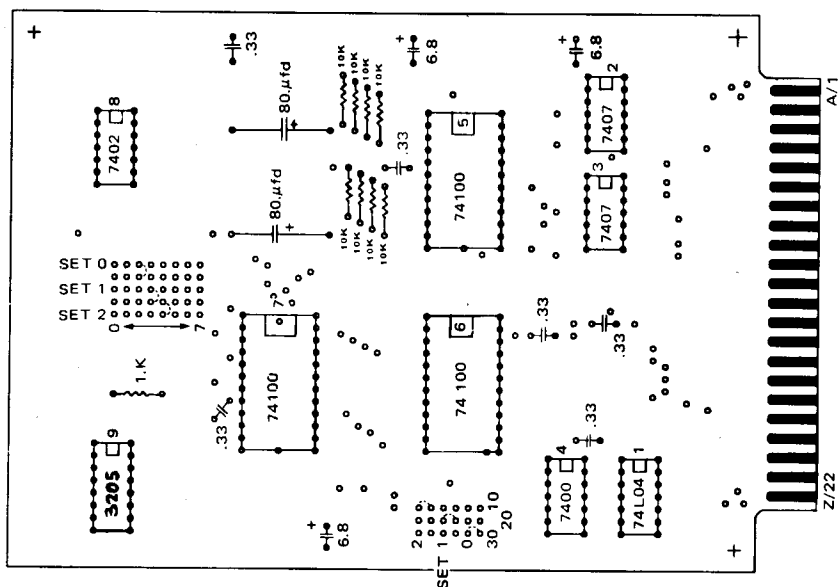 .33
+
6.8
+
6.8
80.µfd
+
10K
10K
10K
10K
2
7407
A/1
8
7402
5
74100
3
7407
.33
80.µfd
+
10K
10K
10K
10K
SET 0
SET 1
SET 2
0
7
7
74100
6
74 100
.33
.33
1.K
.33
.33
9
3205
4
7400
1
74L04
+
6.8
SET 1
2
0
10
20
30
Z/22